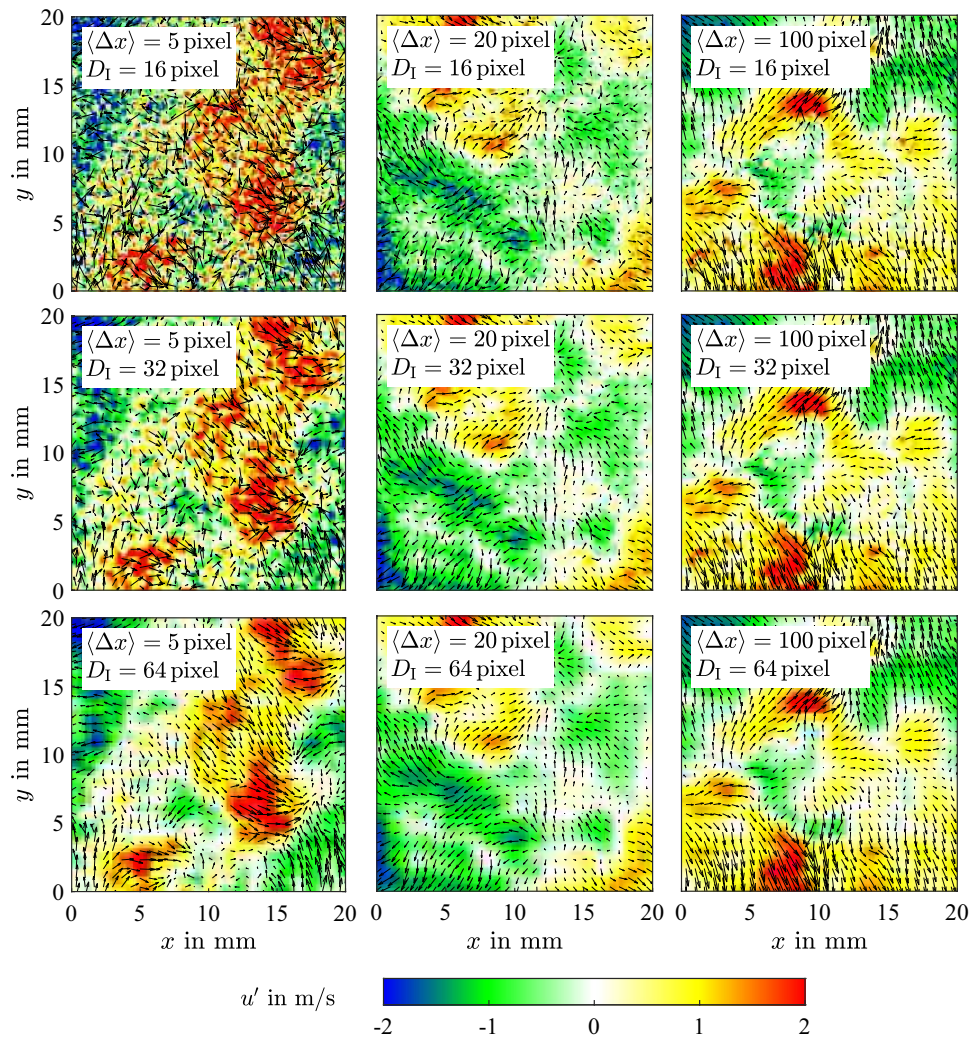 20
15
10
5
0
y in mm
⟨Δx⟩ = 5 pixel
D_I = 16 pixel
⟨Δx⟩ = 20 pixel
D_I = 16 pixel
⟨Δx⟩ = 100 pixel
D_I = 16 pixel
20
15
10
5
0
y in mm
⟨Δx⟩ = 5 pixel
D_I = 32 pixel
⟨Δx⟩ = 20 pixel
D_I = 32 pixel
⟨Δx⟩ = 100 pixel
D_I = 32 pixel
20
15
10
5
0
y in mm
⟨Δx⟩ = 5 pixel
D_I = 64 pixel
⟨Δx⟩ = 20 pixel
D_I = 64 pixel
⟨Δx⟩ = 100 pixel
D_I = 64 pixel
0 5 10 15 20 0 5 10 15 20 0 5 10 15 20
x in mm x in mm x in mm
u′ in m/s
-2 -1 0 1 2